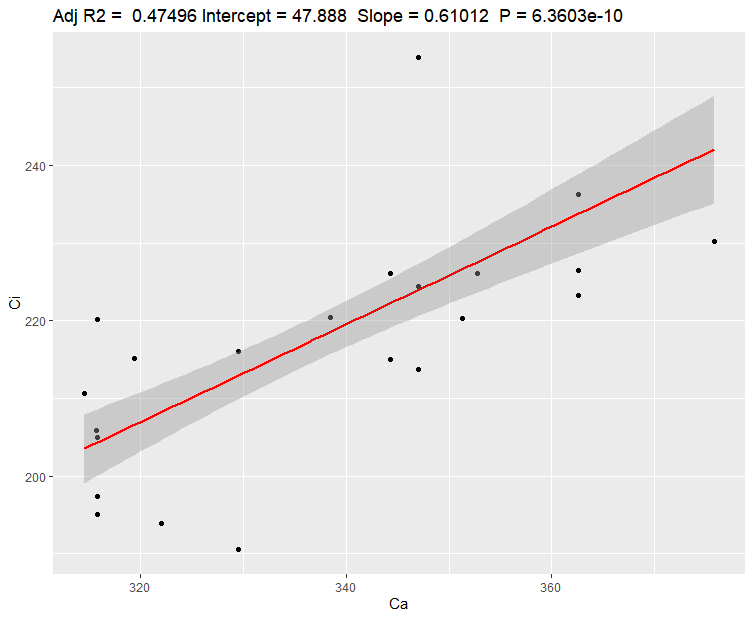 Adj R2 =  0.47496 Intercept = 47.888  Slope = 0.61012  P = 6.3603e-10
240
220
200
Ci
320 340 360
Ca